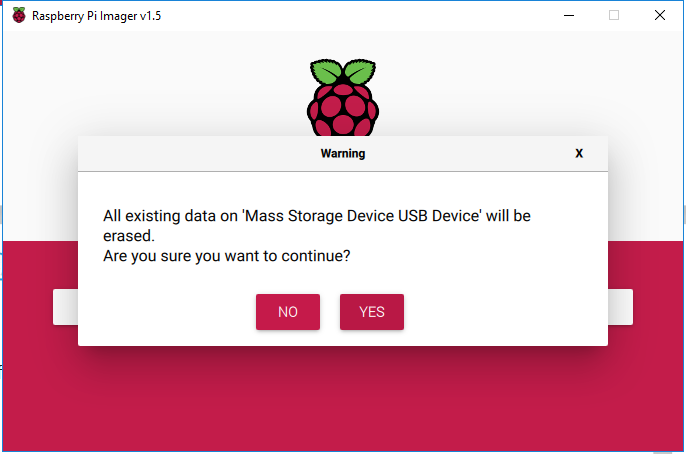 Raspberry Pi Imager v1.5
Warning
X
All existing data on 'Mass Storage Device USB Device' will be
erased.
Are you sure you want to continue?
NO YES